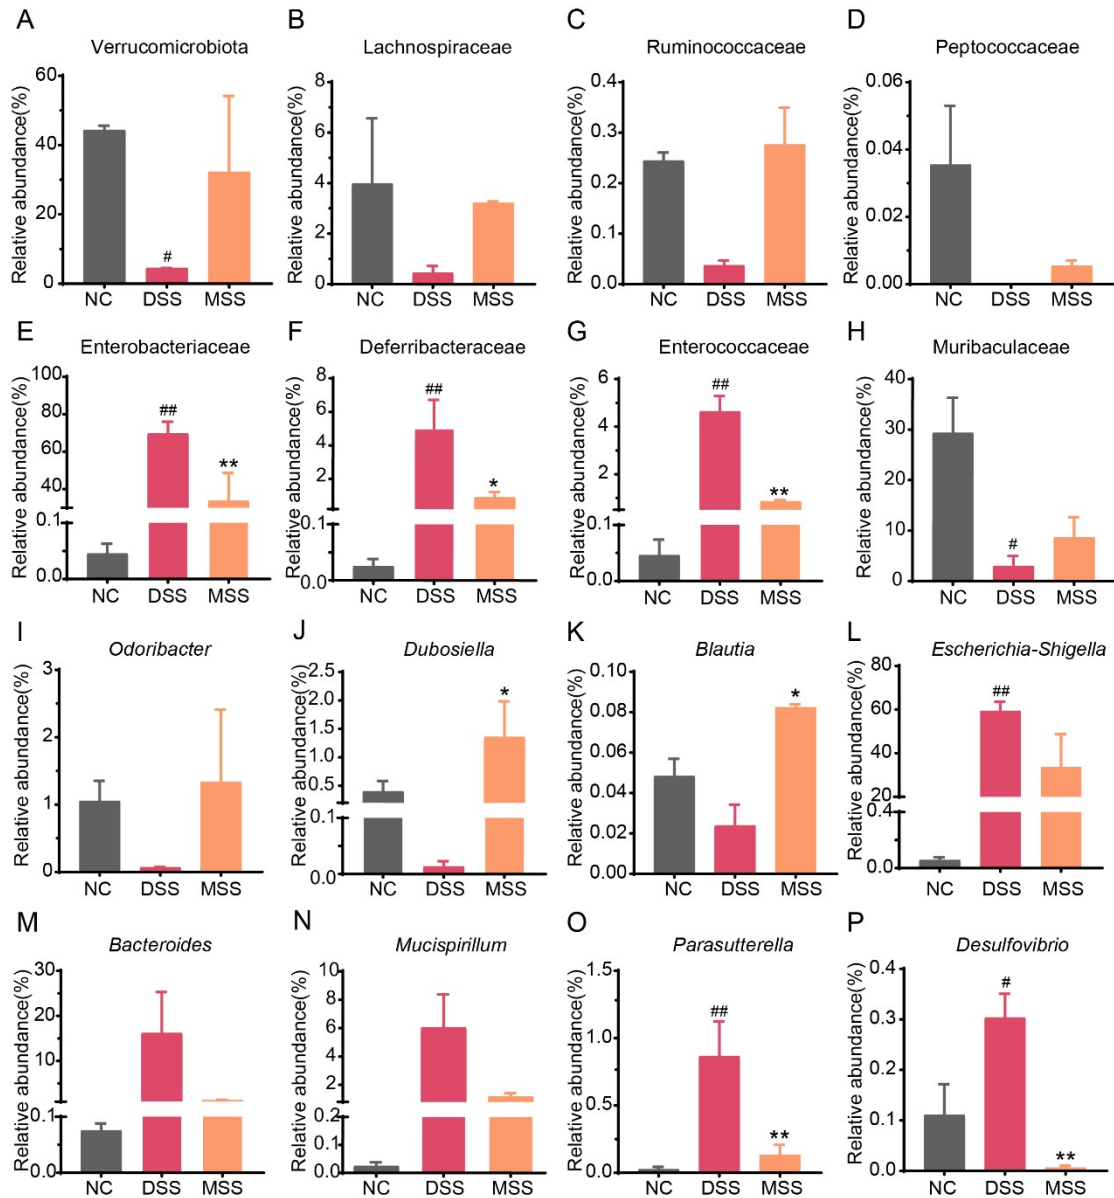 A
Verrucomicrobiota
Relative abundance(%)
60
40
20
0
#
NC DSS MSS
B
Lachnospiraceae
Relative abundance(%)
8
6
4
2
0
NC DSS MSS
C
Ruminococcaceae
Relative abundance(%)
0.4
0.3
0.2
0.1
0.0
NC DSS MSS
D
Peptococcaceae
Relative abundance(%)
0.06
0.04
0.02
0.00
NC DSS MSS
E
Enterobacteriaceae
Relative abundance(%)
100
80
60
40
0.1
0.0
##
**
NC DSS MSS
F
Deferribacteraceae
Relative abundance(%)
8
6
4
2
0.1
0.0
##
*
NC DSS MSS
G
Enterococcaceae
Relative abundance(%)
6
4
2
0.1
0.0
##
**
NC DSS MSS
H
Muribaculaceae
Relative abundance(%)
40
30
20
10
0
#
NC DSS MSS
I
Odoribacter
Relative abundance(%)
3
2
1
0
NC DSS MSS
J
Dubosiella
Relative abundance(%)
2.5
2.0
1.5
1.0
0.5
0.1
0.0
*
NC DSS MSS
K
Blautia
Relative abundance(%)
0.10
0.08
0.06
0.04
0.02
0.00
*
NC DSS MSS
L
Escherichia-Shigella
Relative abundance(%)
80
60
40
20
0.4
0.0
##
NC DSS MSS
M
Bacteroides
Relative abundance(%)
30
20
10
0.1
0.0
NC DSS MSS
N
Mucispirillum
Relative abundance(%)
10
8
6
4
2
0.2
0.1
0.0
NC DSS MSS
O
Parasutterella
Relative abundance(%)
1.5
1.0
0.5
0.0
##
**
NC DSS MSS
P
Desulfovibrio
Relative abundance(%)
0.4
0.3
0.2
0.1
0.0
#
**
NC DSS MSS